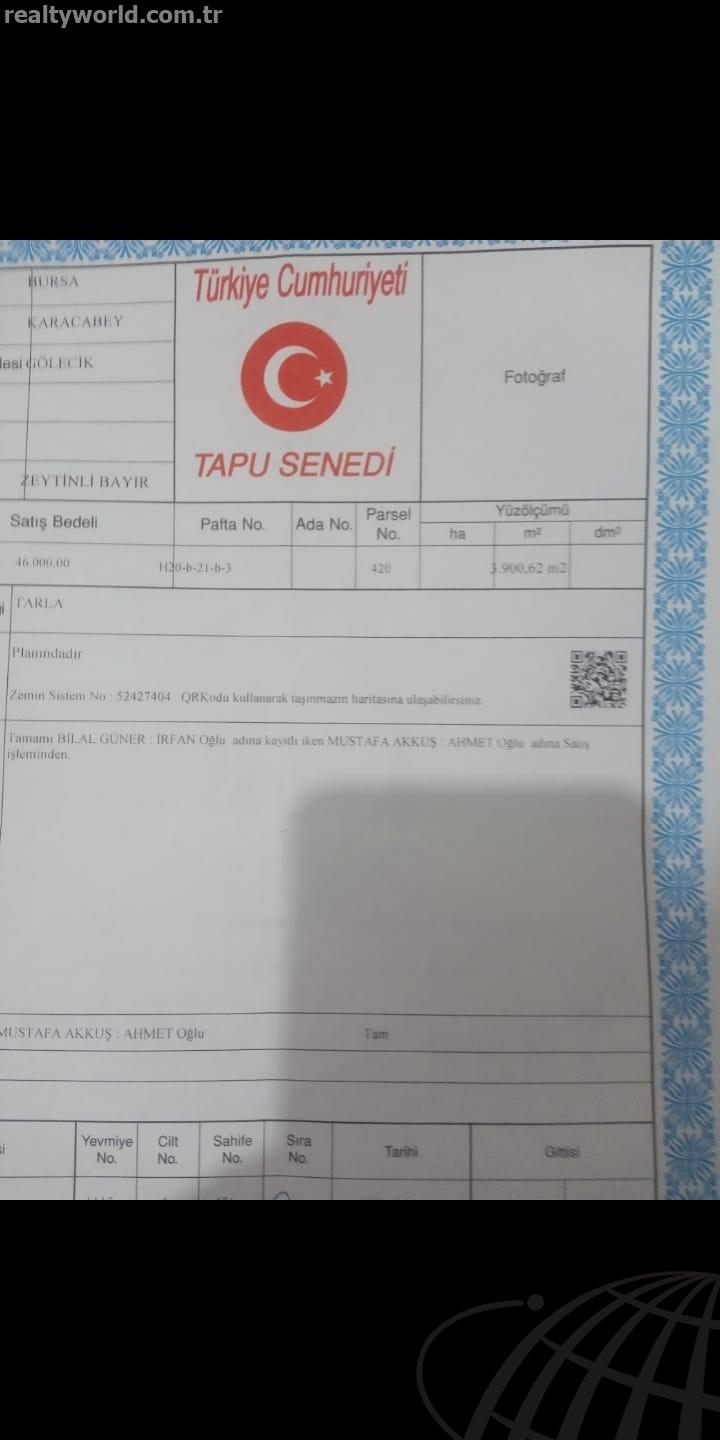 realtyworld.com.tr
BURSA
KARACABEY
lesi GÖLECİK
ZEYTİNLİ BAYIR
Türkiye Cumhuriyeti
TAPU SENEDİ
Fotoğraf
Satış Bedeli Pafta No. Ada No. Parsel No. Yüzölçümü
ha m² dm²
46.000,00 H20-b-21-b-3 420 3.900,62 m2
TARLA
Planındadır
Zemin Sistem No : 52427404 QRKodu kullanarak taşınmazın haritasına ulaşabilirsiniz.
Tamamı BİLAL GÜNER : İRFAN Oğlu adına kayıtlı iken MUSTAFA AKKUŞ : AHMET Oğlu adına Satış
işleminden.
MUSTAFA AKKUŞ : AHMET Oğlu Tam
Yevmiye No. Cilt No. Sahife No. Sıra No. Tarihi Gittisi